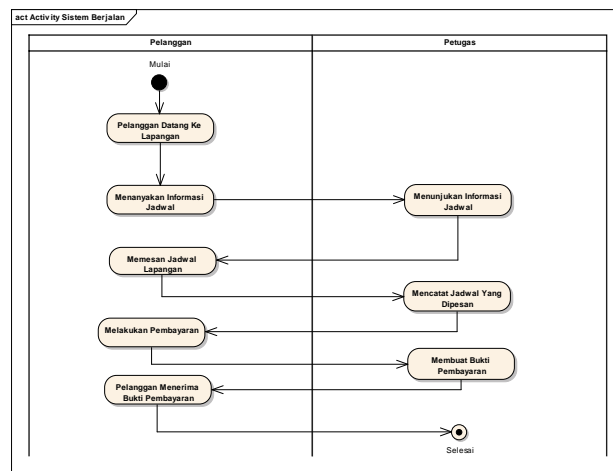 act Activity Sistem Berjalan
Pelanggan
Petugas
Mulai
Pelanggan Datang Ke
Lapangan
Menanyakan Informasi
Jadwal
Menunjukan Informasi
Jadwal
Memesan Jadwal
Lapangan
Mencatat Jadwal Yang
Dipesan
Melakukan Pembayaran
Membuat Bukti
Pembayaran
Pelanggan Menerima
Bukti Pembayaran
Selesai